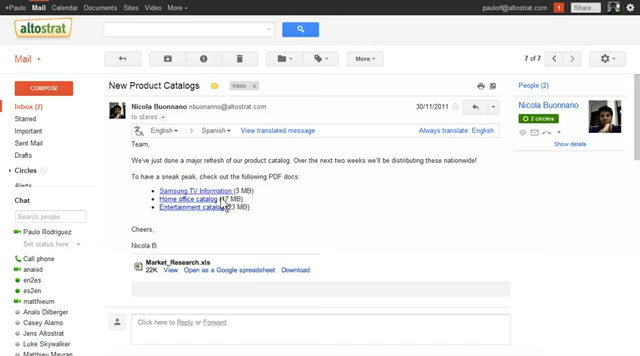 +Paulo Mail Calendar Documents Sites Video More paulorf@altostrat.com 1 Share...
altostrat
Mail More 7 of 7
COMPOSE
New Product Catalogs Inbox x People (2)
Inbox (7)
Nicola Buonnano nbuonanno@altostrat.com 30/11/2011
to stores
Nicola Buonnano
2 circles
Show details
Starred
Important
Sent Mail
Drafts
Circles
English Spanish View translated message Always translate: English
Team,
We've just done a major refresh of our product catalog. Over the next two weeks we'll be distributing these nationwide!
To have a sneak peak, check out the following PDF docs:
Samsung TV Information (3 MB)
Home office catalog (17 MB)
Entertainment catalog (23 MB)
Cheers,
Nicola B.
Market_Research.xls
22K View Open as a Google spreadsheet Download
Click here to Reply or Forward
Chat
Search people...
Paulo Rodriguez
Set status here
Call phone
anaisd
en2es
es2en
matthieum
Anaïs Dilberger
Casey Alamo
Jens Altostrat
Luke Skywalker